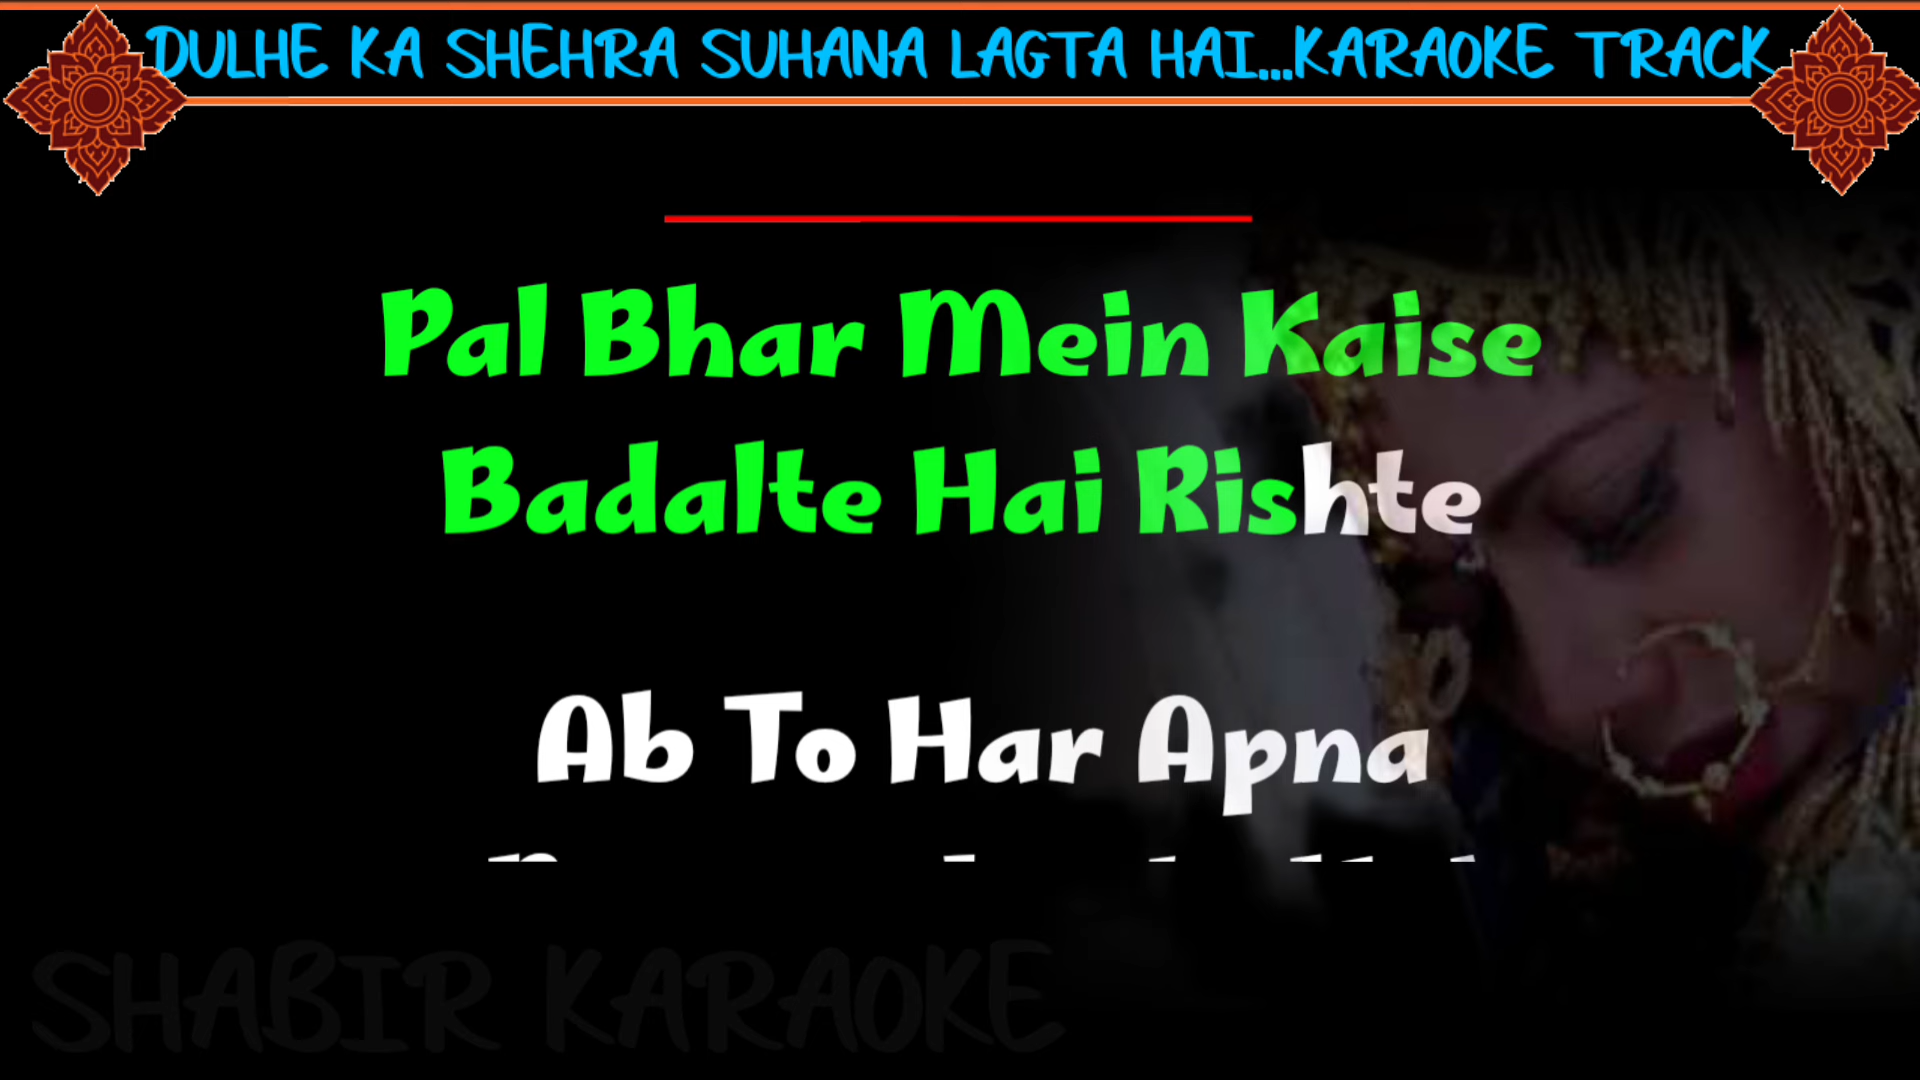 DULHE KA SHEHRA SUHANA LAGTA HAI...KARAOKE TRACK
Pal Bhar Mein Kaise
Badalte Hai Rishte
Ab To Har Apna
SHABIR KARAOKE